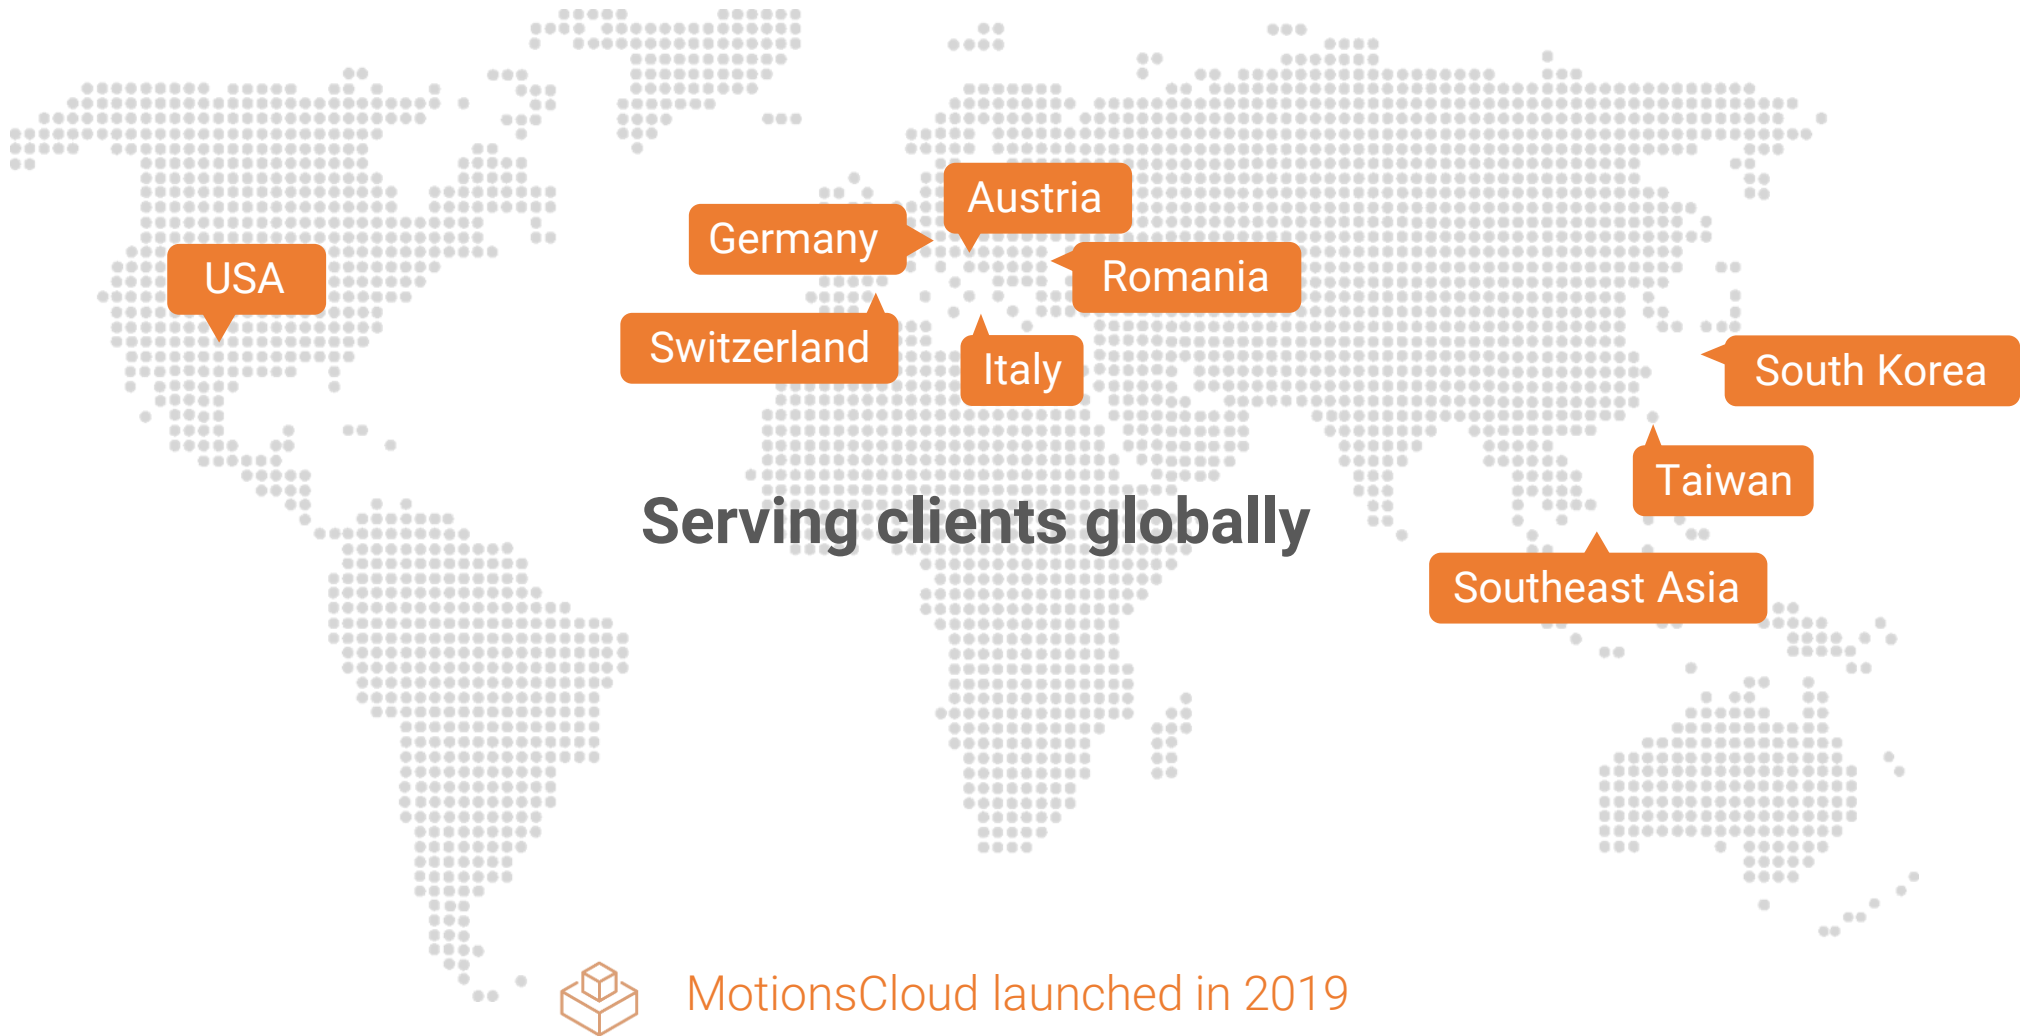 Austria
Germany
USA
Romania
Switzerland
Italy
South Korea
Taiwan
Serving clients globally
Southeast Asia
MotionsCloud launched in 2019